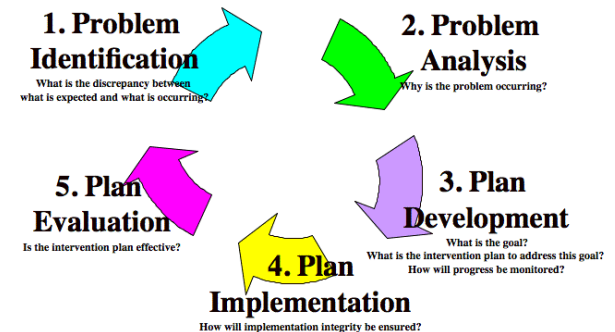 1. Problem
Identification
What is the discrepancy between
what is expected and what is occurring?
2. Problem
Analysis
Why is the problem occurring?
3. Plan
Development
What is the goal?
What is the intervention plan to address this goal?
How will progress be monitored?
4. Plan
Implementation
How will implementation integrity be ensured?
5. Plan
Evaluation
Is the intervention plan effective?